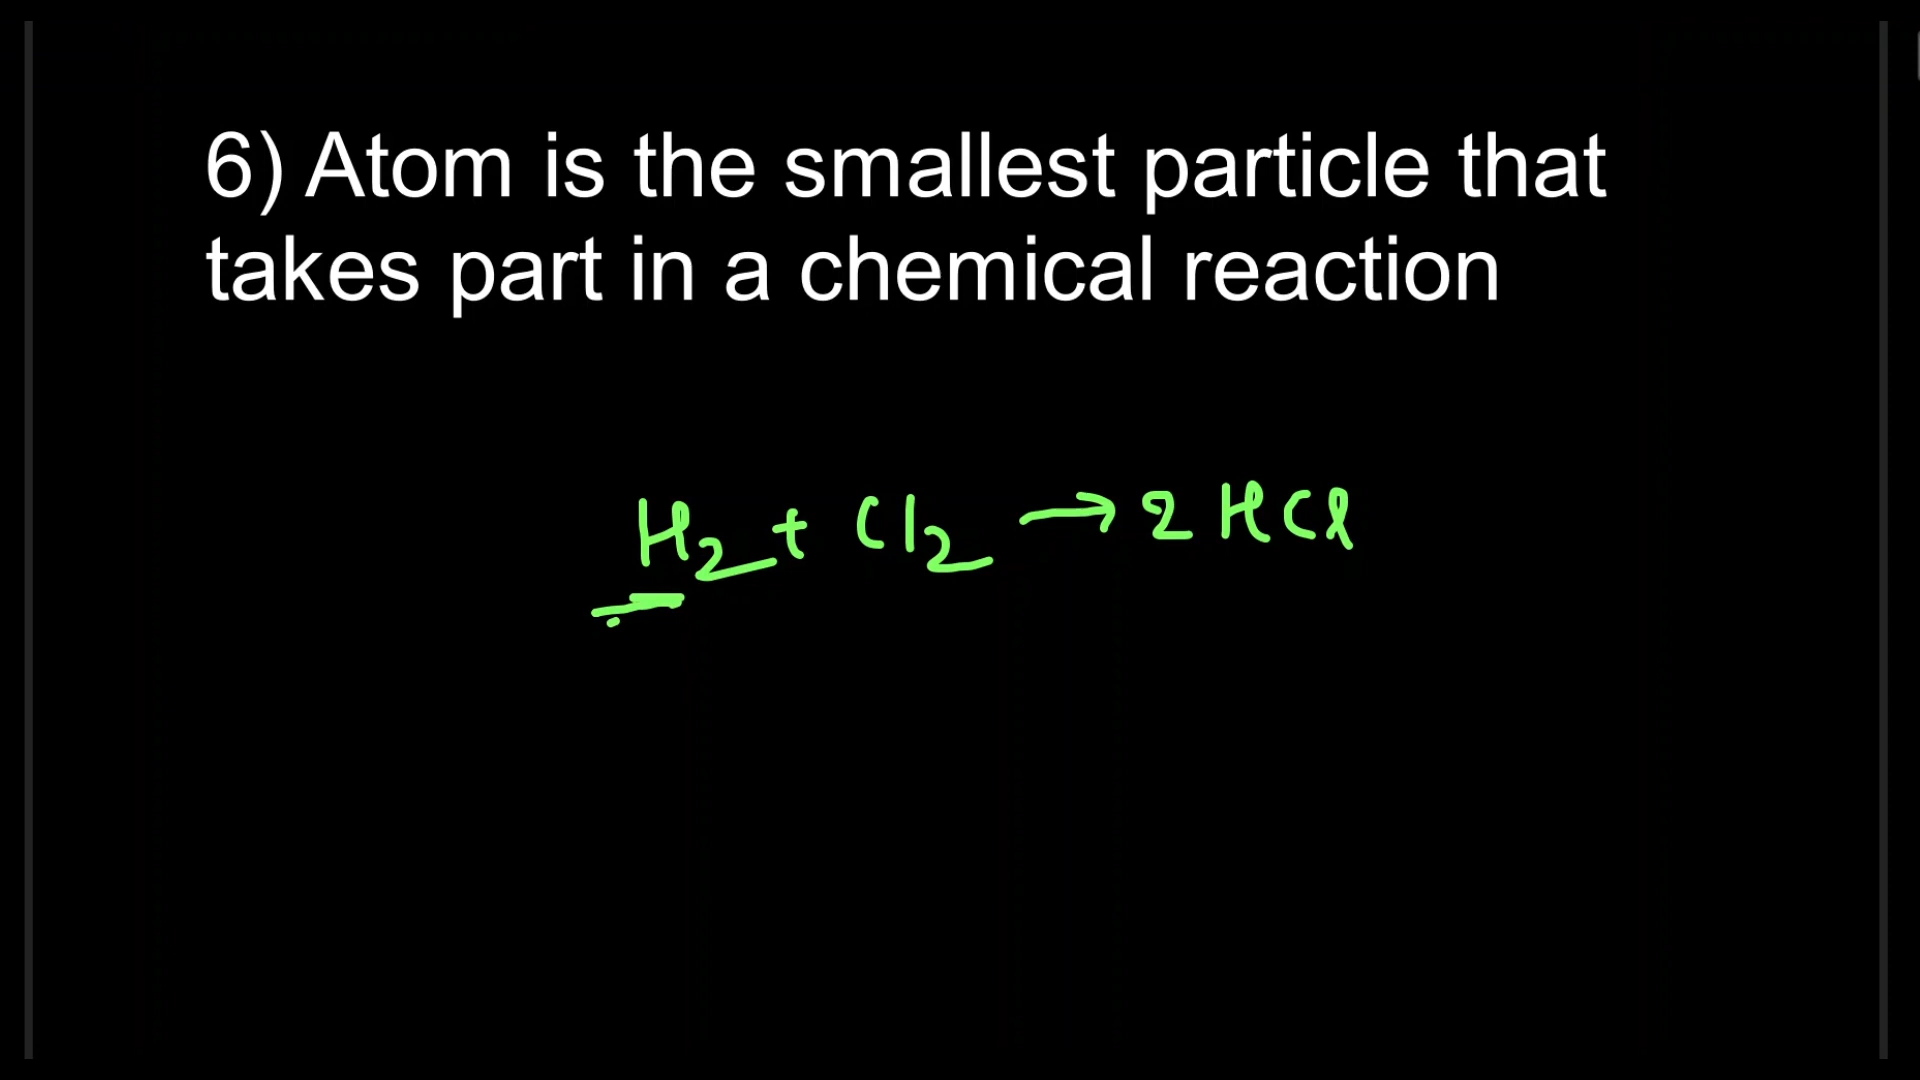 6) Atom is the smallest particle that
takes part in a chemical reaction
H₂ + Cl₂ → 2 HCl